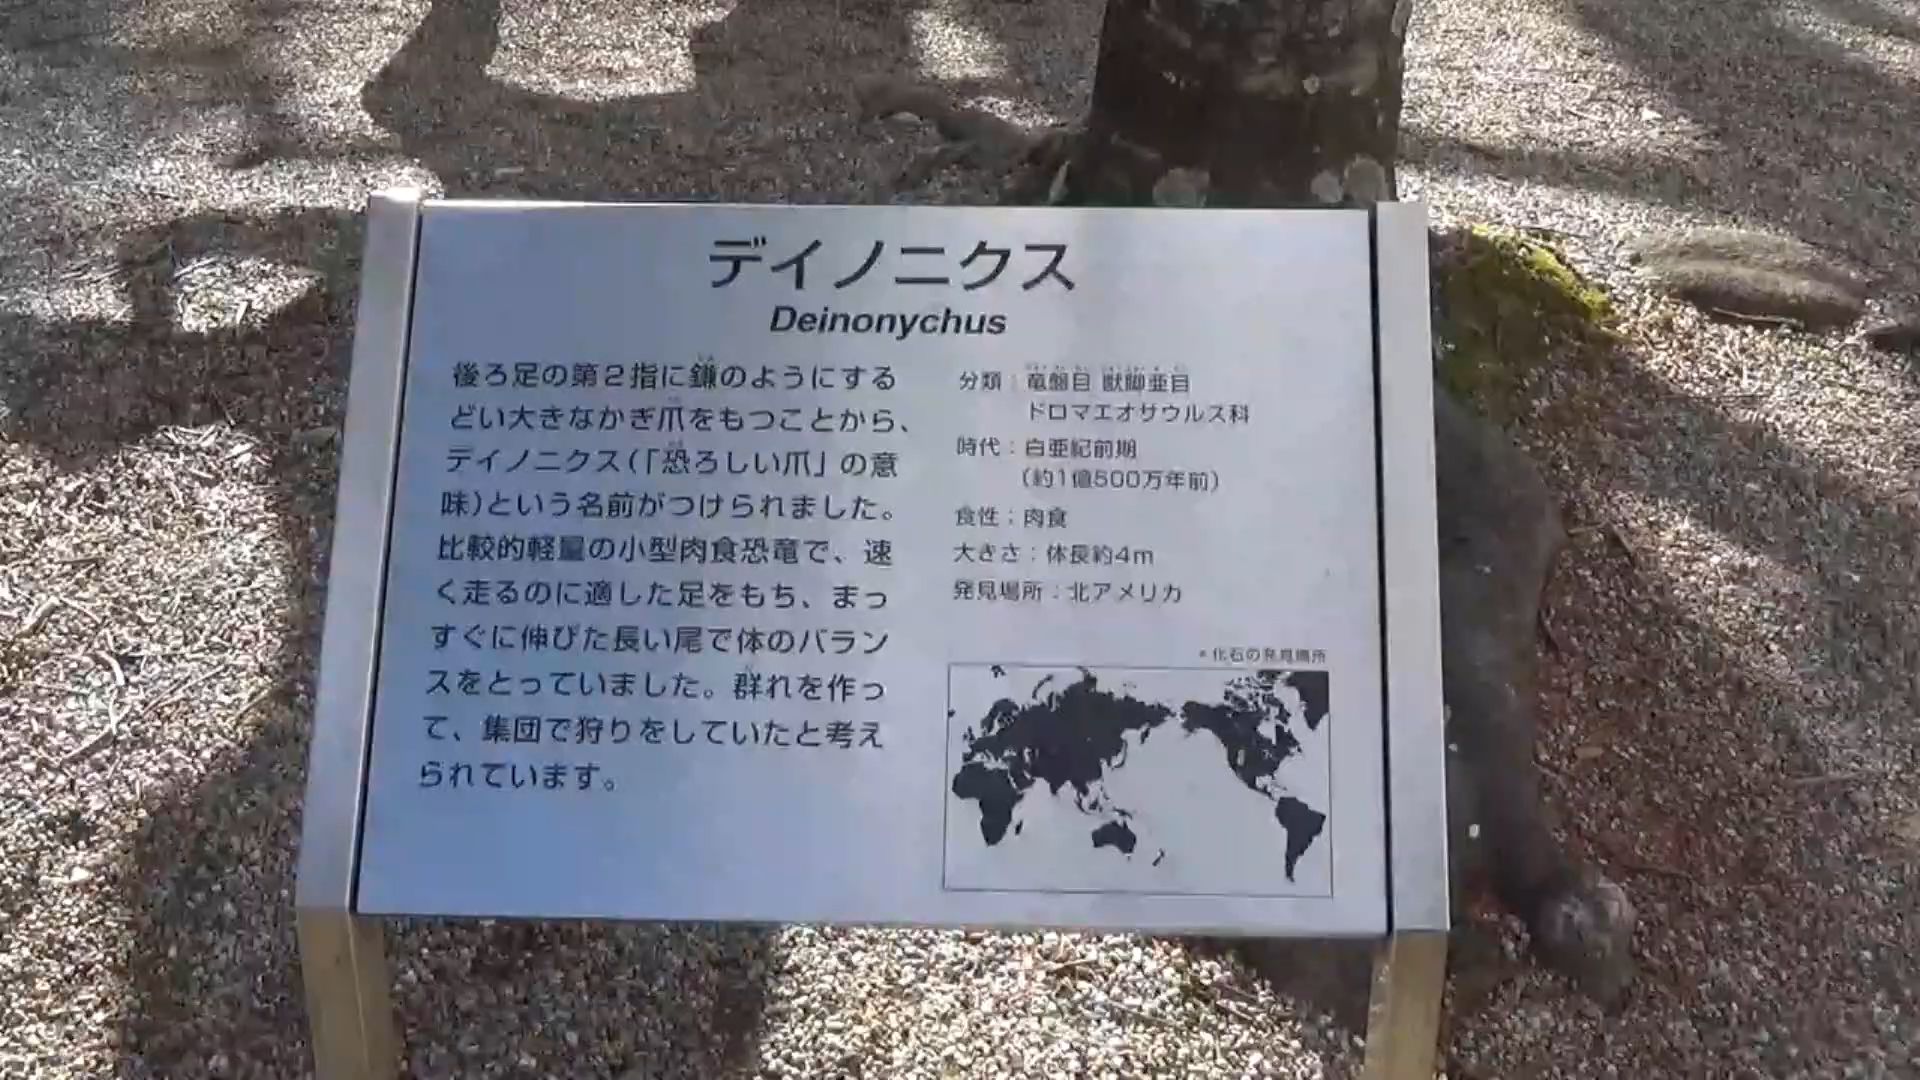 デイノニクス
Deinonychus
後ろ足の第2指に鎌のようにする
どい大きなかぎ爪をもつことから、
デイノニクス(「恐ろしい爪」の意
味)という名前がつけられました。
比較的軽量の小型肉食恐竜で、速
く走るのに適した足をもち、まっ
すぐに伸びた長い尾で体のバラン
スをとっていました。群れを作っ
て、集団で狩りをしていたと考え
られています。
分類：竜盤目 獣脚亜目
ドロマエオサウルス科
時代：白亜紀前期
(約1億500万年前)
食性：肉食
大きさ：体長約4m
発見場所：北アメリカ
化石の発見場所